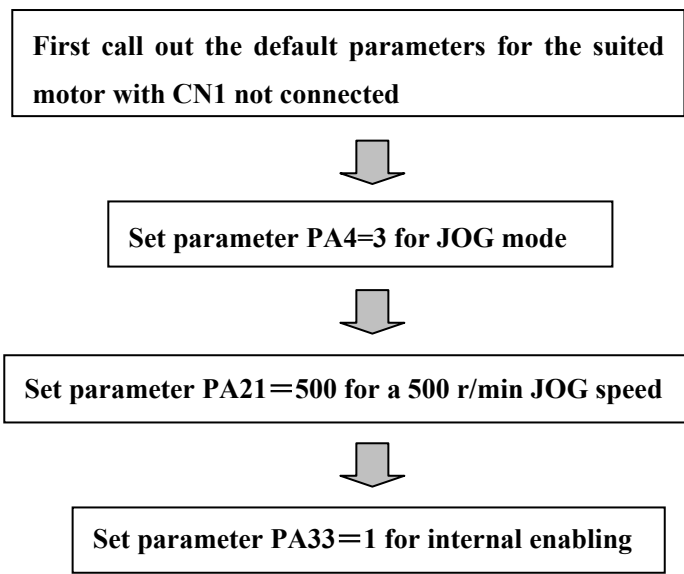 First call out the default parameters for the suited
motor with CN1 not connected
Set parameter PA4=3 for JOG mode
Set parameter PA21＝500 for a 500 r/min JOG speed
Set parameter PA33＝1 for internal enabling